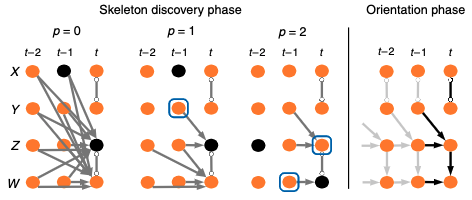 Skeleton discovery phase
Orientation phase
p = 0
p = 1
p = 2
t−2 t−1 t
t−2 t−1 t
t−2 t−1 t
t−2 t−1 t
X
Y
Z
W